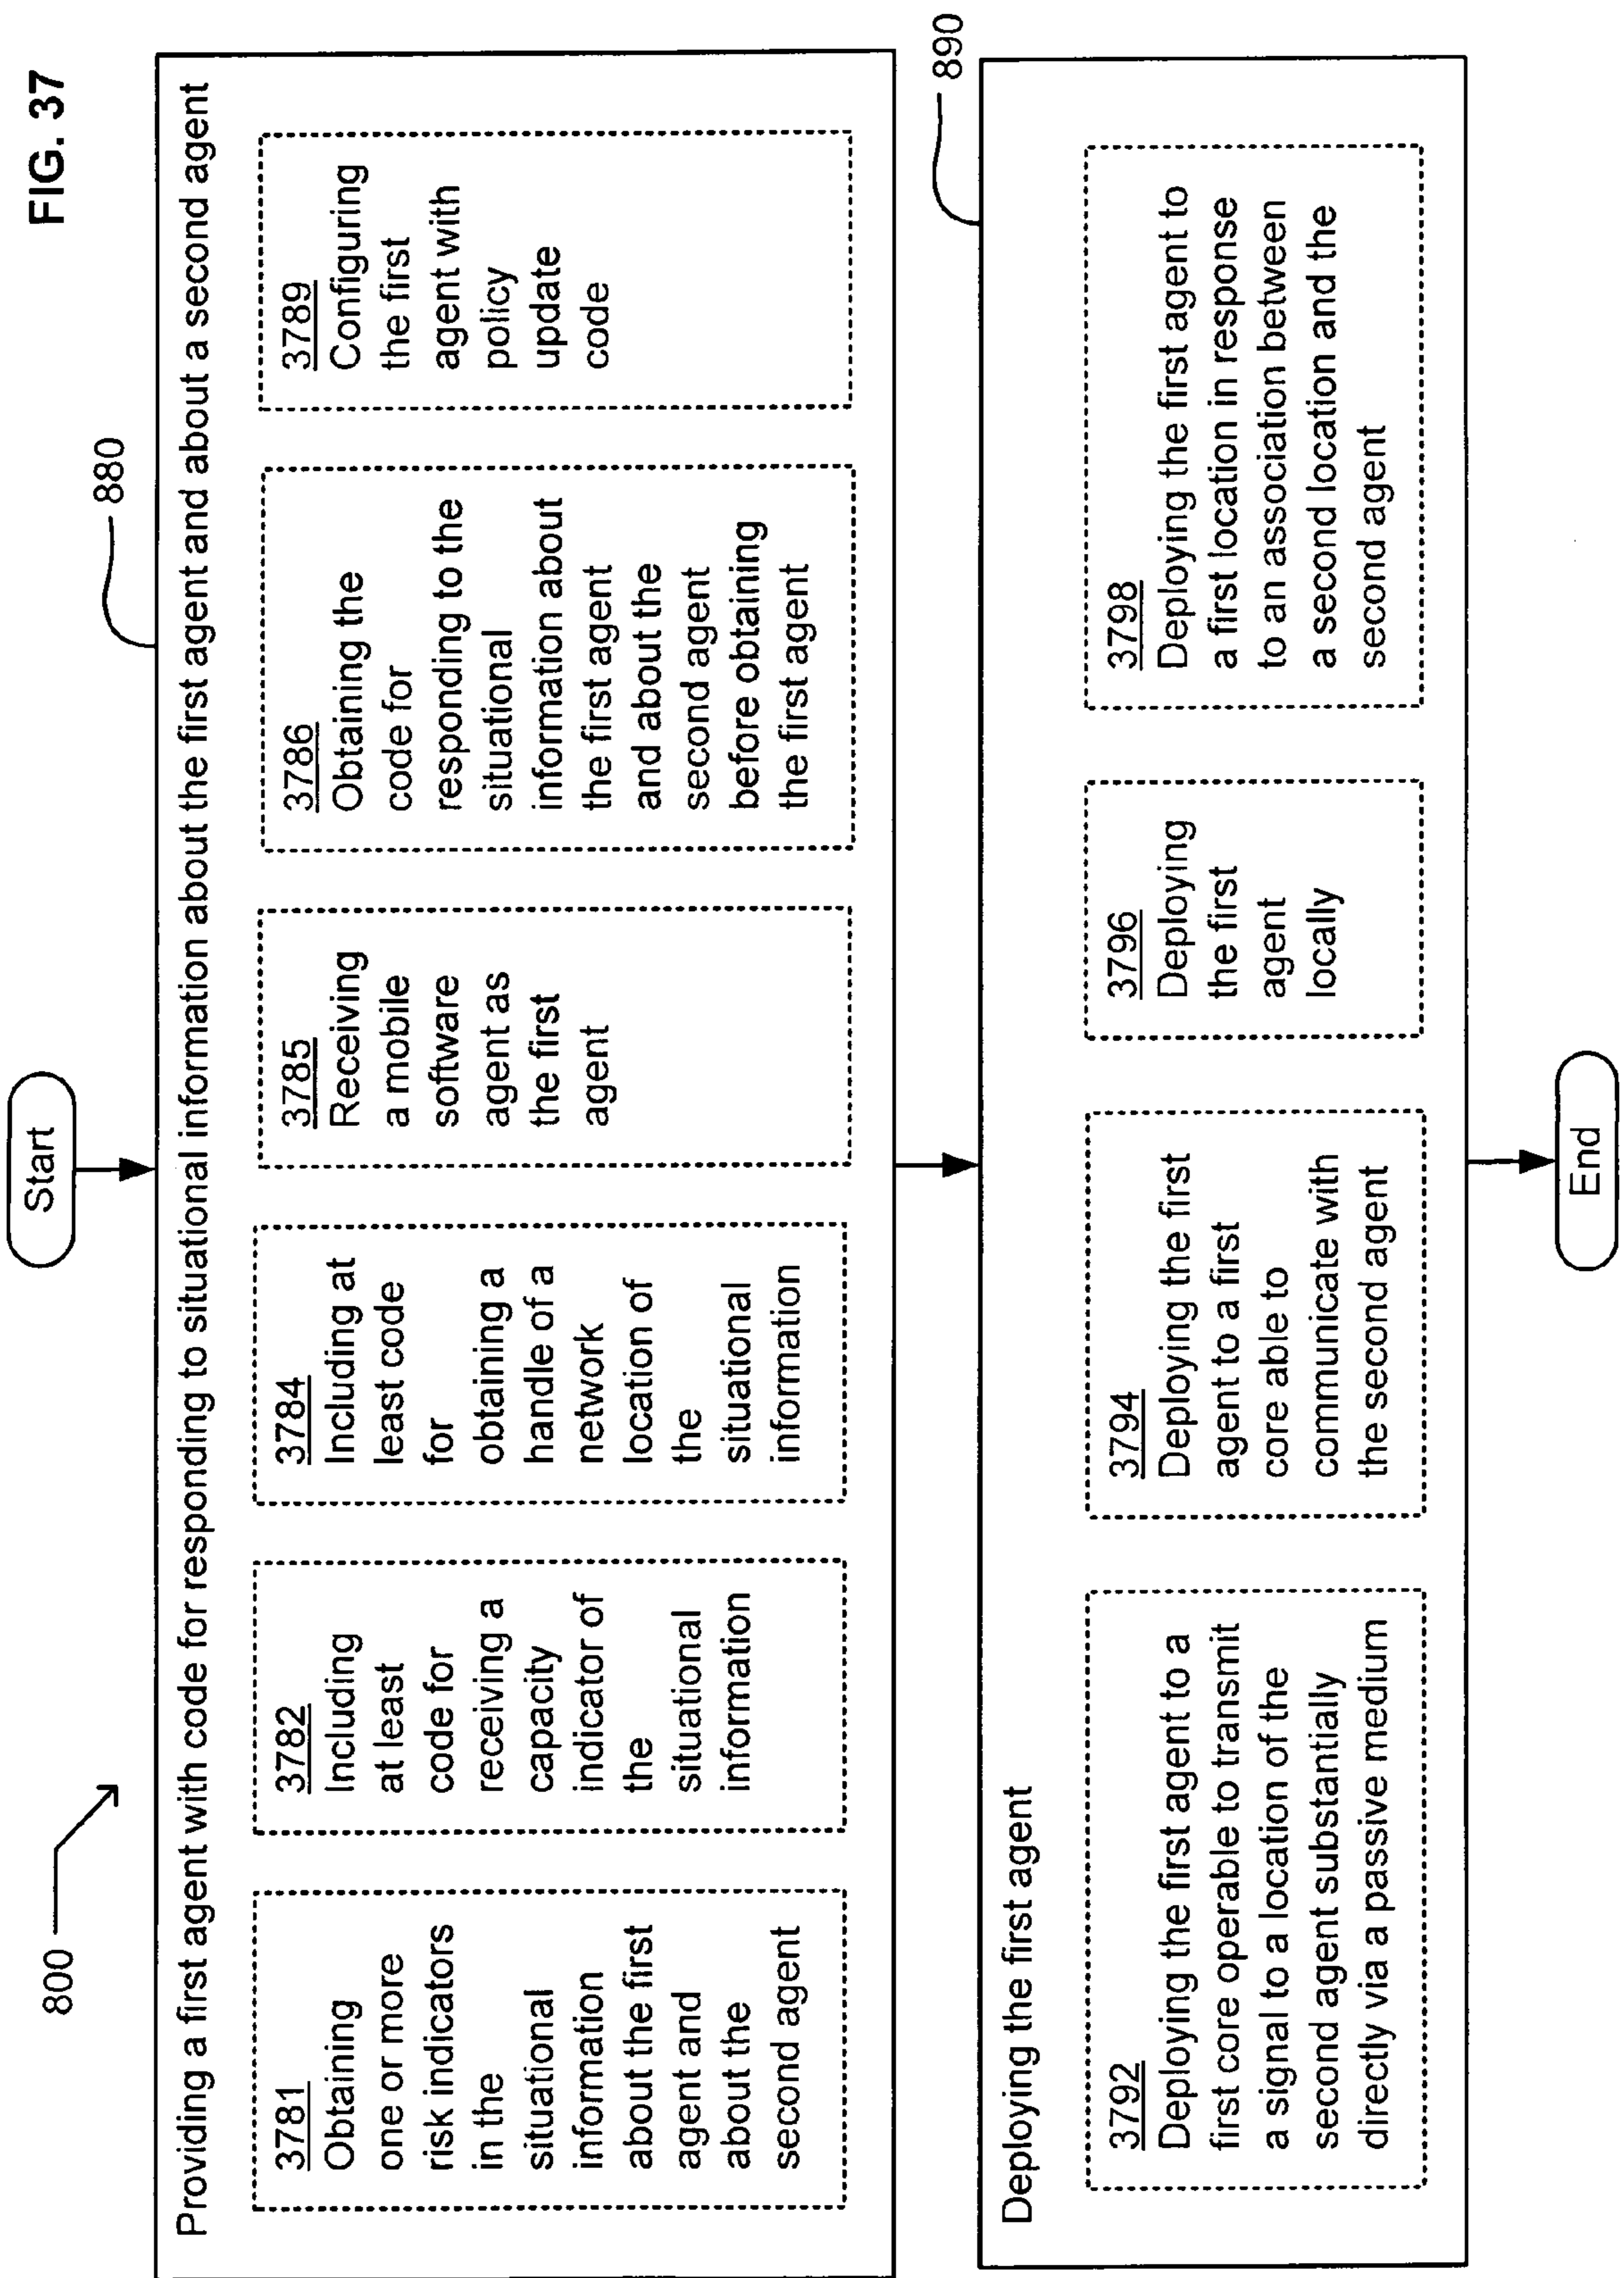 FIG. 37
800
Start
880
Providing a first agent with code for responding to situational information about the first agent and about a second agent
3781
Obtaining
one or more
risk indicators
in the
situational
information
about the first
agent and
about the
second agent
3782
Including
at least
code for
receiving a
capacity
indicator of
the
situational
information
3784
Including at
least code
for
obtaining a
handle of a
network
location of
the
situational
information
3785
Receiving
a mobile
software
agent as
the first
agent
3786
Obtaining the
code for
responding to the
situational
information about
the first agent
and about the
second agent
before obtaining
the first agent
3789
Configuring
the first
agent with
policy
update
code
890
Deploying the first agent
3792
Deploying the first agent to a
first core operable to transmit
a signal to a location of the
second agent substantially
directly via a passive medium
3794
Deploying the first
agent to a first
core able to
communicate with
the second agent
3796
Deploying
the first
agent
locally
3798
Deploying the first agent to
a first location in response
to an association between
a second location and the
second agent
End